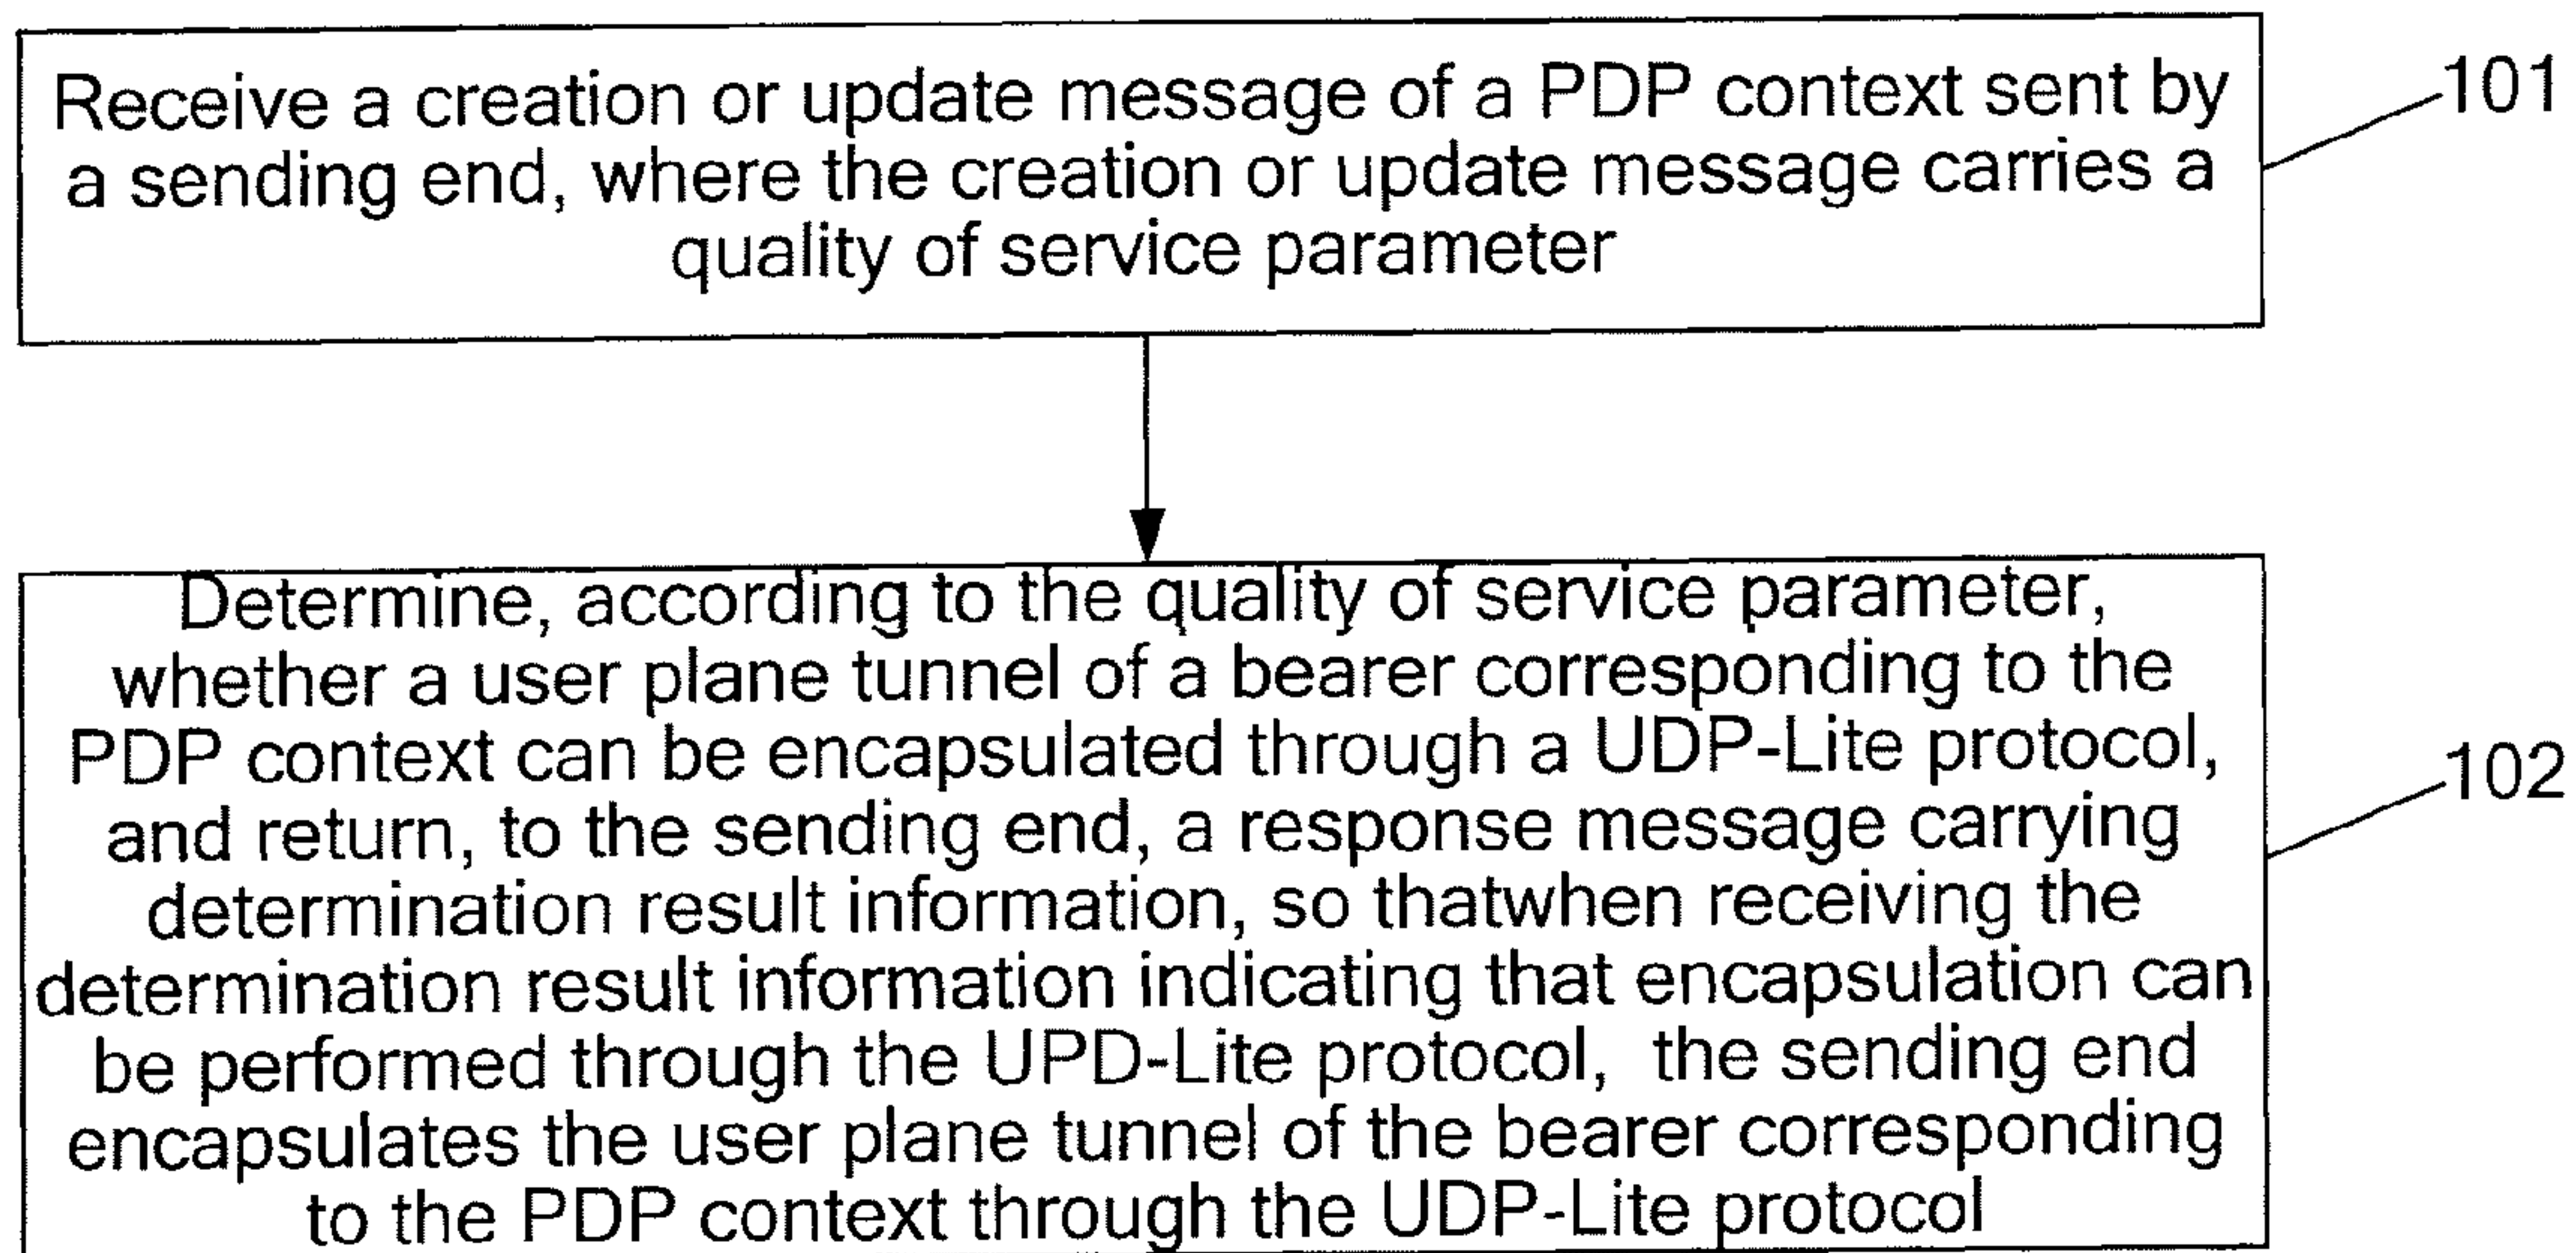 Receive a creation or update message of a PDP context sent by
a sending end, where the creation or update message carries a
quality of service parameter
101
Determine, according to the quality of service parameter,
whether a user plane tunnel of a bearer corresponding to the
PDP context can be encapsulated through a UDP-Lite protocol,
and return, to the sending end, a response message carrying
determination result information, so thatwhen receiving the
determination result information indicating that encapsulation can
be performed through the UPD-Lite protocol, the sending end
encapsulates the user plane tunnel of the bearer corresponding
to the PDP context through the UDP-Lite protocol
102